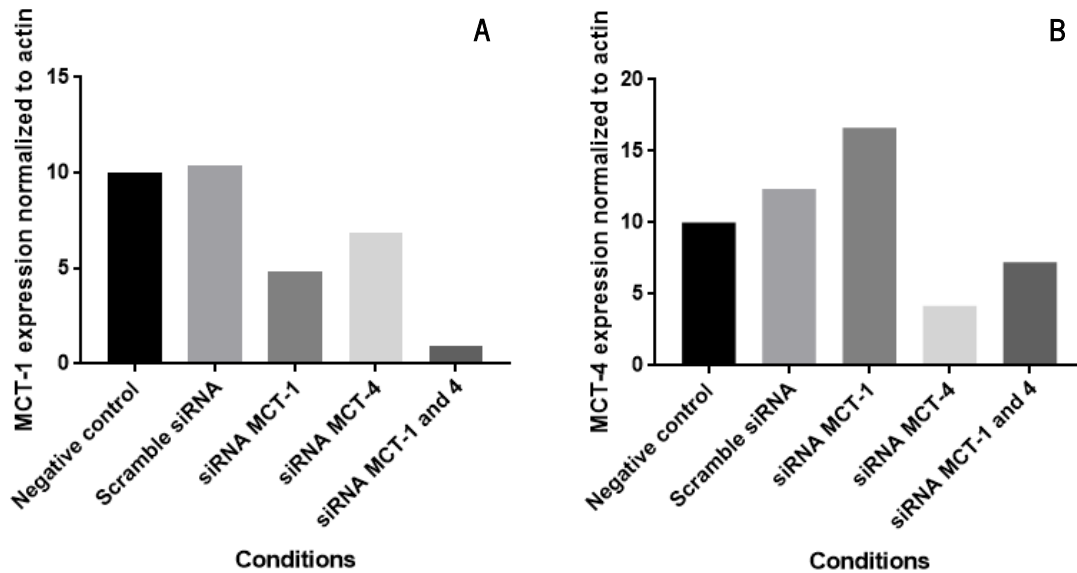 A
MCT-1 expression normalized to actin
15
10
5
0
Negative control
Scramble siRNA
siRNA MCT-1
siRNA MCT-4
siRNA MCT-1 and 4
Conditions
B
MCT-4 expression normalized to actin
20
15
10
5
0
Negative control
Scramble siRNA
siRNA MCT-1
siRNA MCT-4
siRNA MCT-1 and 4
Conditions